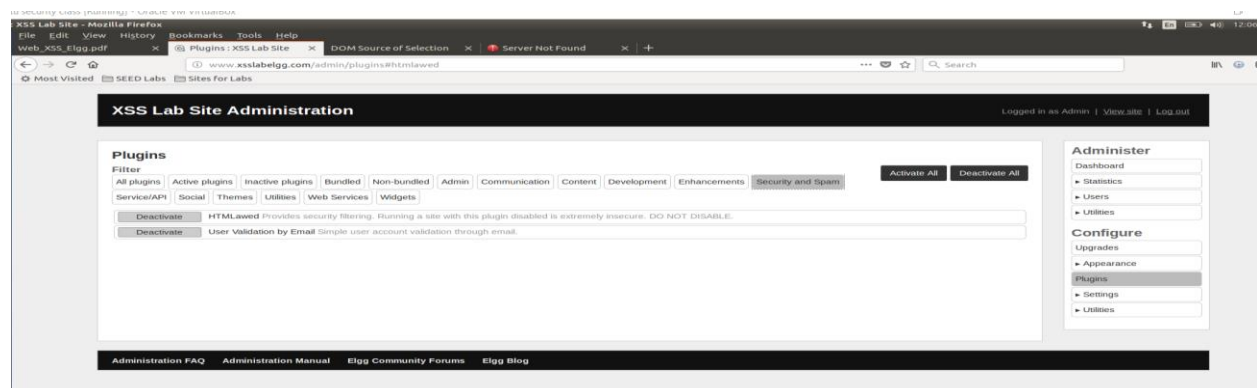 XSS Lab Site - Mozilla Firefox
En 12:06
File Edit View History Bookmarks Tools Help
Web_XSS_Elgg.pdf × Plugins : XSS Lab Site × DOM Source of Selection × Server Not Found × +
www.xsslabelgg.com/admin/plugins#htmlawed Search
Most Visited SEED Labs Sites for Labs
XSS Lab Site Administration
Logged in as Admin | View site | Log out
Plugins
Filter
All plugins Active plugins Inactive plugins Bundled Non-bundled Admin Communication Content Development Enhancements Security and Spam
Service/API Social Themes Utilities Web Services Widgets
Activate All Deactivate All
Deactivate HTMLawed Provides security filtering. Running a site with this plugin disabled is extremely insecure. DO NOT DISABLE.
Deactivate User Validation by Email Simple user account validation through email.
Administer
Dashboard
▸ Statistics
▸ Users
▸ Utilities
Configure
Upgrades
▸ Appearance
Plugins
▸ Settings
▸ Utilities
Administration FAQ Administration Manual Elgg Community Forums Elgg Blog